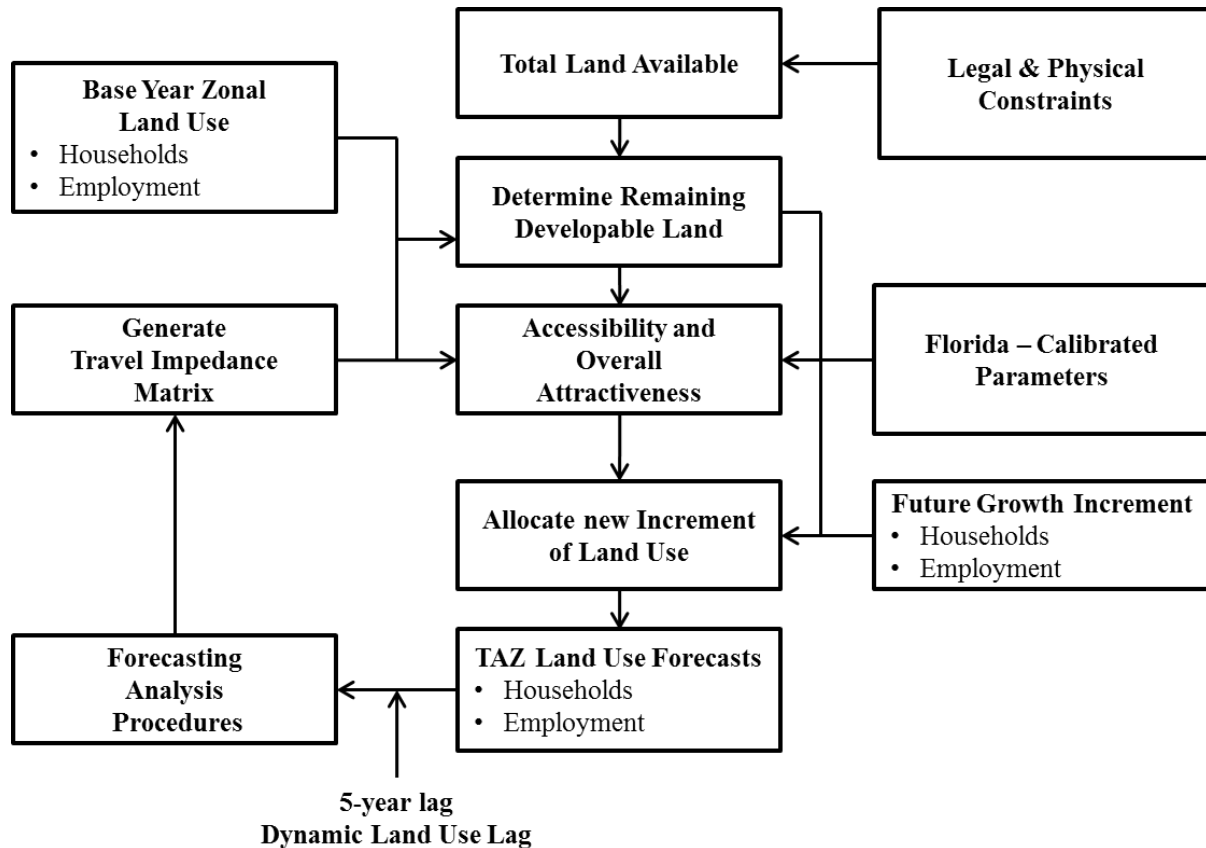 Total Land Available
Legal & Physical
Constraints
Base Year Zonal
Land Use
• Households
• Employment
Determine Remaining
Developable Land
Generate
Travel Impedance
Matrix
Accessibility and
Overall
Attractiveness
Florida – Calibrated
Parameters
Allocate new Increment
of Land Use
Future Growth Increment
• Households
• Employment
Forecasting
Analysis
Procedures
TAZ Land Use Forecasts
• Households
• Employment
5-year lag
Dynamic Land Use Lag